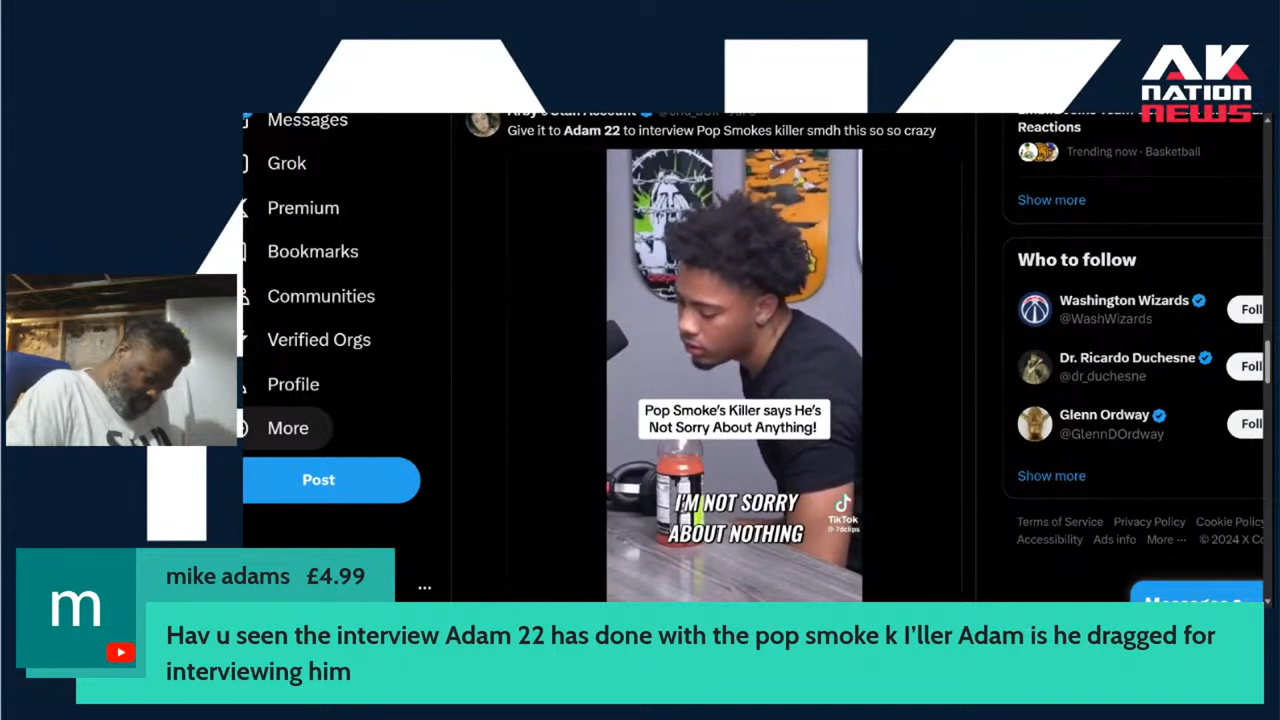 AK
NATION
NEWS
Messages
Grok
Premium
Bookmarks
Communities
Verified Orgs
Profile
More
Post
Give it to Adam 22 to interview Pop Smokes killer smdh this so so crazy
Pop Smoke's Killer says He's
Not Sorry About Anything!
I'M NOT SORRY
ABOUT NOTHING
TikTok
Reactions
Trending now · Basketball
Show more
Who to follow
Washington Wizards
@WashWizards
Foll
Dr. Ricardo Duchesne
@dr_duchesne
Foll
Glenn Ordway
@GlennDOrdway
Foll
Show more
Terms of Service Privacy Policy Cookie Policy
Accessibility Ads info More ··· © 2024 X Co
m
mike adams £4.99
Hav u seen the interview Adam 22 has done with the pop smoke k I'ller Adam is he dragged for
interviewing him